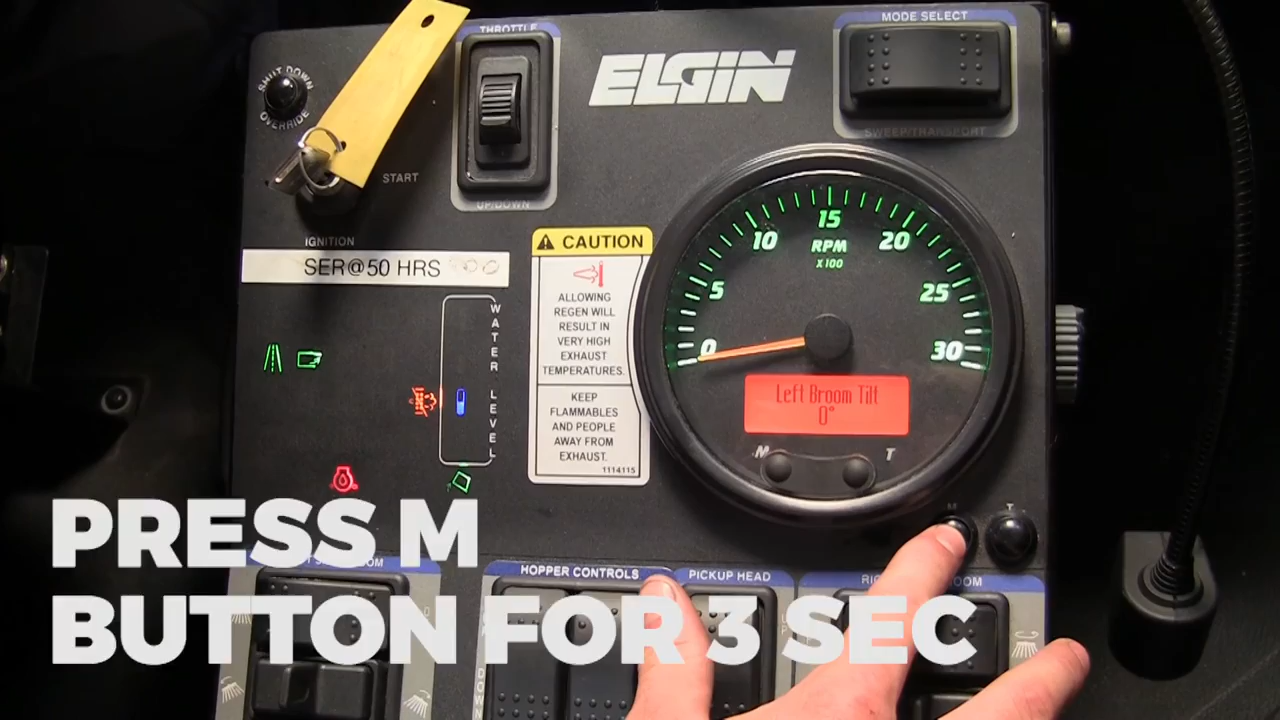 MODE SELECT
THROTTLE
SHUT DOWN
OVERRIDE
ELGIN
SWEEP/TRANSPORT
START
UP/DOWN
IGNITION
SER@50 HRS
CAUTION
ALLOWING
REGEN WILL
RESULT IN
VERY HIGH
EXHAUST
TEMPERATURES.
KEEP
FLAMMABLES
AND PEOPLE
AWAY FROM
EXHAUST.
1114115
WATER LEVEL
0
5
10
15
20
25
30
RPM
X100
Left Broom Tilt
0°
M
T
M
T
HOPPER CONTROLS
PICKUP HEAD
PRESS M
BUTTON FOR 3 SEC